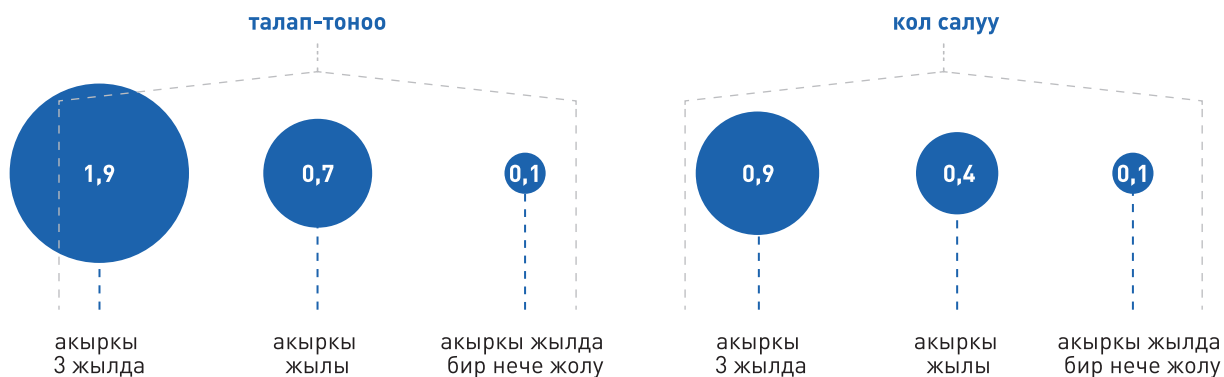 талап-тоноо
1,9
0,7
0,1
акыркы
3 жылда
акыркы
жылы
акыркы жылда
бир нече жолу
кол салуу
0,9
0,4
0,1
акыркы
3 жылда
акыркы
жылы
акыркы жылда
бир нече жолу